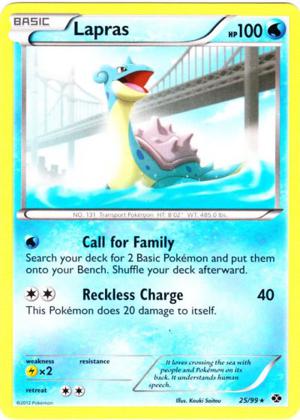 BASIC
Lapras HP100
NO. 131 Transport Pokémon HT: 8'02" WT: 485.0 lbs.
Call for Family
Search your deck for 2 Basic Pokémon and put them
onto your Bench. Shuffle your deck afterward.
Reckless Charge 40
This Pokémon does 20 damage to itself.
weakness resistance
×2
retreat
It loves crossing the sea
with people and Pokémon on
its back. It understands
human speech.
Illus. Kouki Saitou 25/99 ★
©2012 Pokémon